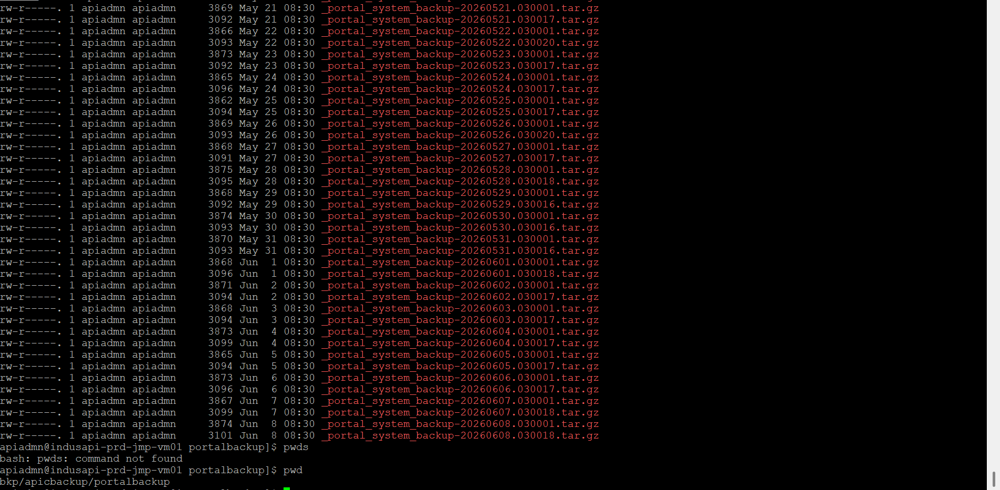 rw-r-----. 1 apiadmn apiadmn     3869 May 21 08:30 _portal_system_backup-20260521.030001.tar.gz
rw-r-----. 1 apiadmn apiadmn     3092 May 21 08:30 _portal_system_backup-20260521.030017.tar.gz
rw-r-----. 1 apiadmn apiadmn     3866 May 22 08:30 _portal_system_backup-20260522.030001.tar.gz
rw-r-----. 1 apiadmn apiadmn     3093 May 22 08:30 _portal_system_backup-20260522.030020.tar.gz
rw-r-----. 1 apiadmn apiadmn     3873 May 23 08:30 _portal_system_backup-20260523.030001.tar.gz
rw-r-----. 1 apiadmn apiadmn     3092 May 23 08:30 _portal_system_backup-20260523.030017.tar.gz
rw-r-----. 1 apiadmn apiadmn     3865 May 24 08:30 _portal_system_backup-20260524.030001.tar.gz
rw-r-----. 1 apiadmn apiadmn     3096 May 24 08:30 _portal_system_backup-20260524.030017.tar.gz
rw-r-----. 1 apiadmn apiadmn     3862 May 25 08:30 _portal_system_backup-20260525.030001.tar.gz
rw-r-----. 1 apiadmn apiadmn     3094 May 25 08:30 _portal_system_backup-20260525.030017.tar.gz
rw-r-----. 1 apiadmn apiadmn     3869 May 26 08:30 _portal_system_backup-20260526.030001.tar.gz
rw-r-----. 1 apiadmn apiadmn     3093 May 26 08:30 _portal_system_backup-20260526.030020.tar.gz
rw-r-----. 1 apiadmn apiadmn     3868 May 27 08:30 _portal_system_backup-20260527.030001.tar.gz
rw-r-----. 1 apiadmn apiadmn     3091 May 27 08:30 _portal_system_backup-20260527.030017.tar.gz
rw-r-----. 1 apiadmn apiadmn     3875 May 28 08:30 _portal_system_backup-20260528.030001.tar.gz
rw-r-----. 1 apiadmn apiadmn     3095 May 28 08:30 _portal_system_backup-20260528.030018.tar.gz
rw-r-----. 1 apiadmn apiadmn     3868 May 29 08:30 _portal_system_backup-20260529.030001.tar.gz
rw-r-----. 1 apiadmn apiadmn     3092 May 29 08:30 _portal_system_backup-20260529.030016.tar.gz
rw-r-----. 1 apiadmn apiadmn     3874 May 30 08:30 _portal_system_backup-20260530.030001.tar.gz
rw-r-----. 1 apiadmn apiadmn     3093 May 30 08:30 _portal_system_backup-20260530.030016.tar.gz
rw-r-----. 1 apiadmn apiadmn     3870 May 31 08:30 _portal_system_backup-20260531.030001.tar.gz
rw-r-----. 1 apiadmn apiadmn     3093 May 31 08:30 _portal_system_backup-20260531.030016.tar.gz
rw-r-----. 1 apiadmn apiadmn     3868 Jun  1 08:30 _portal_system_backup-20260601.030001.tar.gz
rw-r-----. 1 apiadmn apiadmn     3096 Jun  1 08:30 _portal_system_backup-20260601.030018.tar.gz
rw-r-----. 1 apiadmn apiadmn     3871 Jun  2 08:30 _portal_system_backup-20260602.030001.tar.gz
rw-r-----. 1 apiadmn apiadmn     3094 Jun  2 08:30 _portal_system_backup-20260602.030017.tar.gz
rw-r-----. 1 apiadmn apiadmn     3868 Jun  3 08:30 _portal_system_backup-20260603.030001.tar.gz
rw-r-----. 1 apiadmn apiadmn     3094 Jun  3 08:30 _portal_system_backup-20260603.030017.tar.gz
rw-r-----. 1 apiadmn apiadmn     3873 Jun  4 08:30 _portal_system_backup-20260604.030001.tar.gz
rw-r-----. 1 apiadmn apiadmn     3099 Jun  4 08:30 _portal_system_backup-20260604.030017.tar.gz
rw-r-----. 1 apiadmn apiadmn     3865 Jun  5 08:30 _portal_system_backup-20260605.030001.tar.gz
rw-r-----. 1 apiadmn apiadmn     3094 Jun  5 08:30 _portal_system_backup-20260605.030017.tar.gz
rw-r-----. 1 apiadmn apiadmn     3873 Jun  6 08:30 _portal_system_backup-20260606.030001.tar.gz
rw-r-----. 1 apiadmn apiadmn     3096 Jun  6 08:30 _portal_system_backup-20260606.030017.tar.gz
rw-r-----. 1 apiadmn apiadmn     3867 Jun  7 08:30 _portal_system_backup-20260607.030001.tar.gz
rw-r-----. 1 apiadmn apiadmn     3099 Jun  7 08:30 _portal_system_backup-20260607.030018.tar.gz
rw-r-----. 1 apiadmn apiadmn     3874 Jun  8 08:30 _portal_system_backup-20260608.030001.tar.gz
rw-r-----. 1 apiadmn apiadmn     3101 Jun  8 08:30 _portal_system_backup-20260608.030018.tar.gz
apiadmn@indusapi-prd-jmp-vm01 portalbackup]$ pwds
bash: pwds: command not found
apiadmn@indusapi-prd-jmp-vm01 portalbackup]$ pwd
bkp/apicbackup/portalbackup